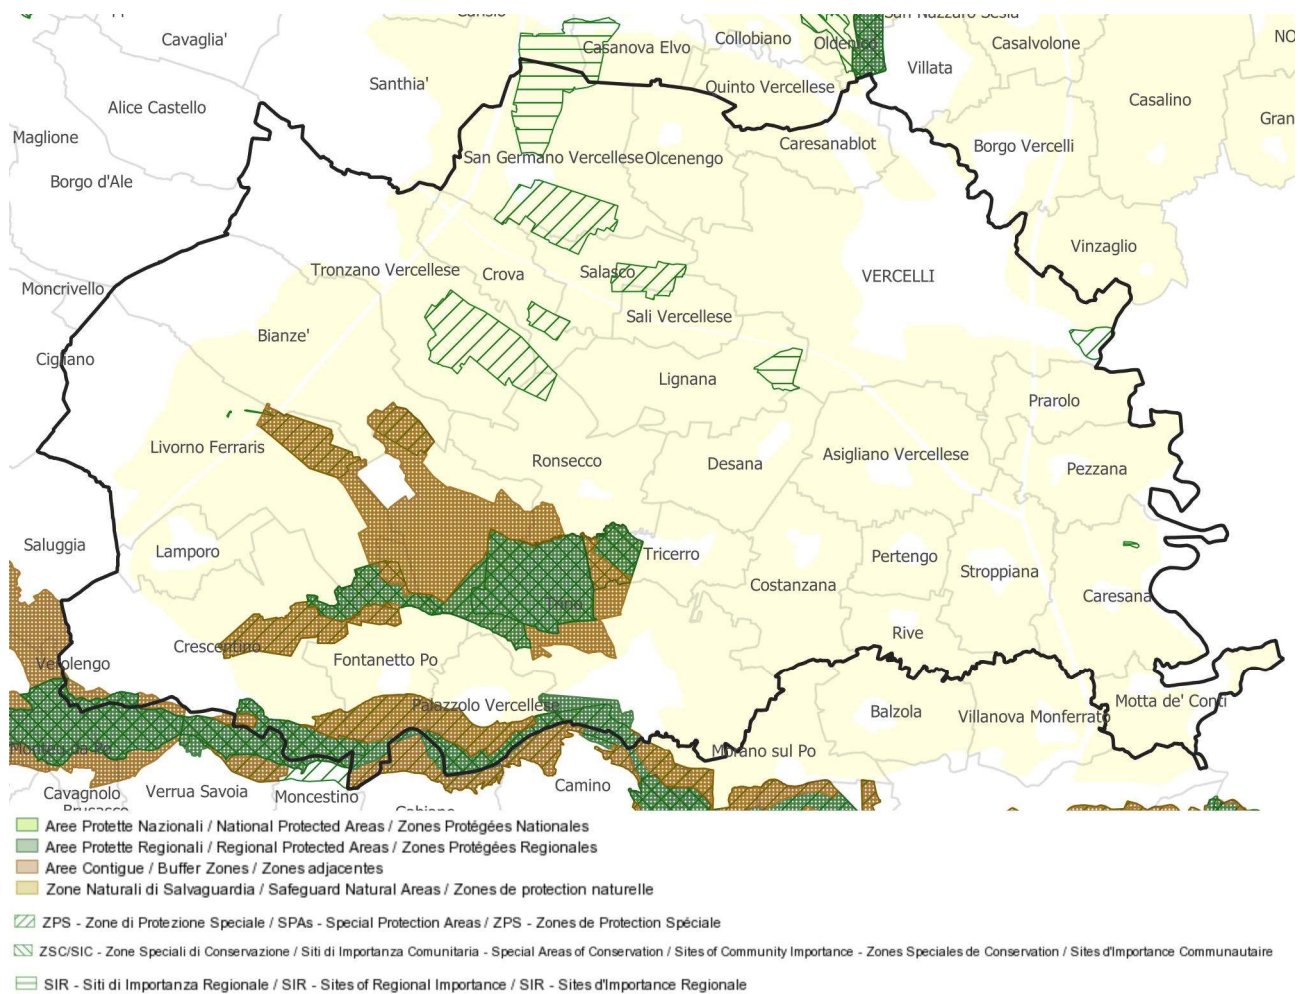 San Nazzaro Sesia
Cavaglia'
Collobiano
Casanova Elvo
Casalvolone
NO
Villata
Santhia'
Quinto Vercellese
Casalino
Alice Castello
Gran
Maglione
Caresanablot
Borgo Vercelli
San Germano Vercellese
Olcenengo
Borgo d'Ale
Vinzaglio
Tronzano Vercellese
Crova
Salasco
VERCELLI
Moncrivello
Sali Vercellese
Bianze'
Cigliano
Lignana
Prarolo
Livorno Ferraris
Ronsecco
Desana
Asigliano Vercellese
Pezzana
Saluggia
Lamporo
Tricerro
Pertengo
Costanzana
Stroppiana
Trino
Caresana
Rive
Crescentino
Fontanetto Po
Verolengo
Palazzolo Vercellese
Motta de' Conti
Balzola
Villanova Monferrato
Monteu da Po
Morano sul Po
Camino
Cavagnolo
Verrua Savoia
Moncestino
Brusasco
Gabiano
Aree Protette Nazionali / National Protected Areas / Zones Protégées Nationales
Aree Protette Regionali / Regional Protected Areas / Zones Protégées Regionales
Aree Contigue / Buffer Zones / Zones adjacentes
Zone Naturali di Salvaguardia / Safeguard Natural Areas / Zones de protection naturelle
ZPS - Zone di Protezione Speciale / SPAs - Special Protection Areas / ZPS - Zones de Protection Spéciale
ZSC/SIC - Zone Speciali di Conservazione / Siti di Importanza Comunitaria - Special Areas of Conservation / Sites of Community Importance - Zones Speciales de Conservation / Sites d'Importance Communautaire
SIR - Siti di Importanza Regionale / SIR - Sites of Regional Importance / SIR - Sites d'Importance Regionale